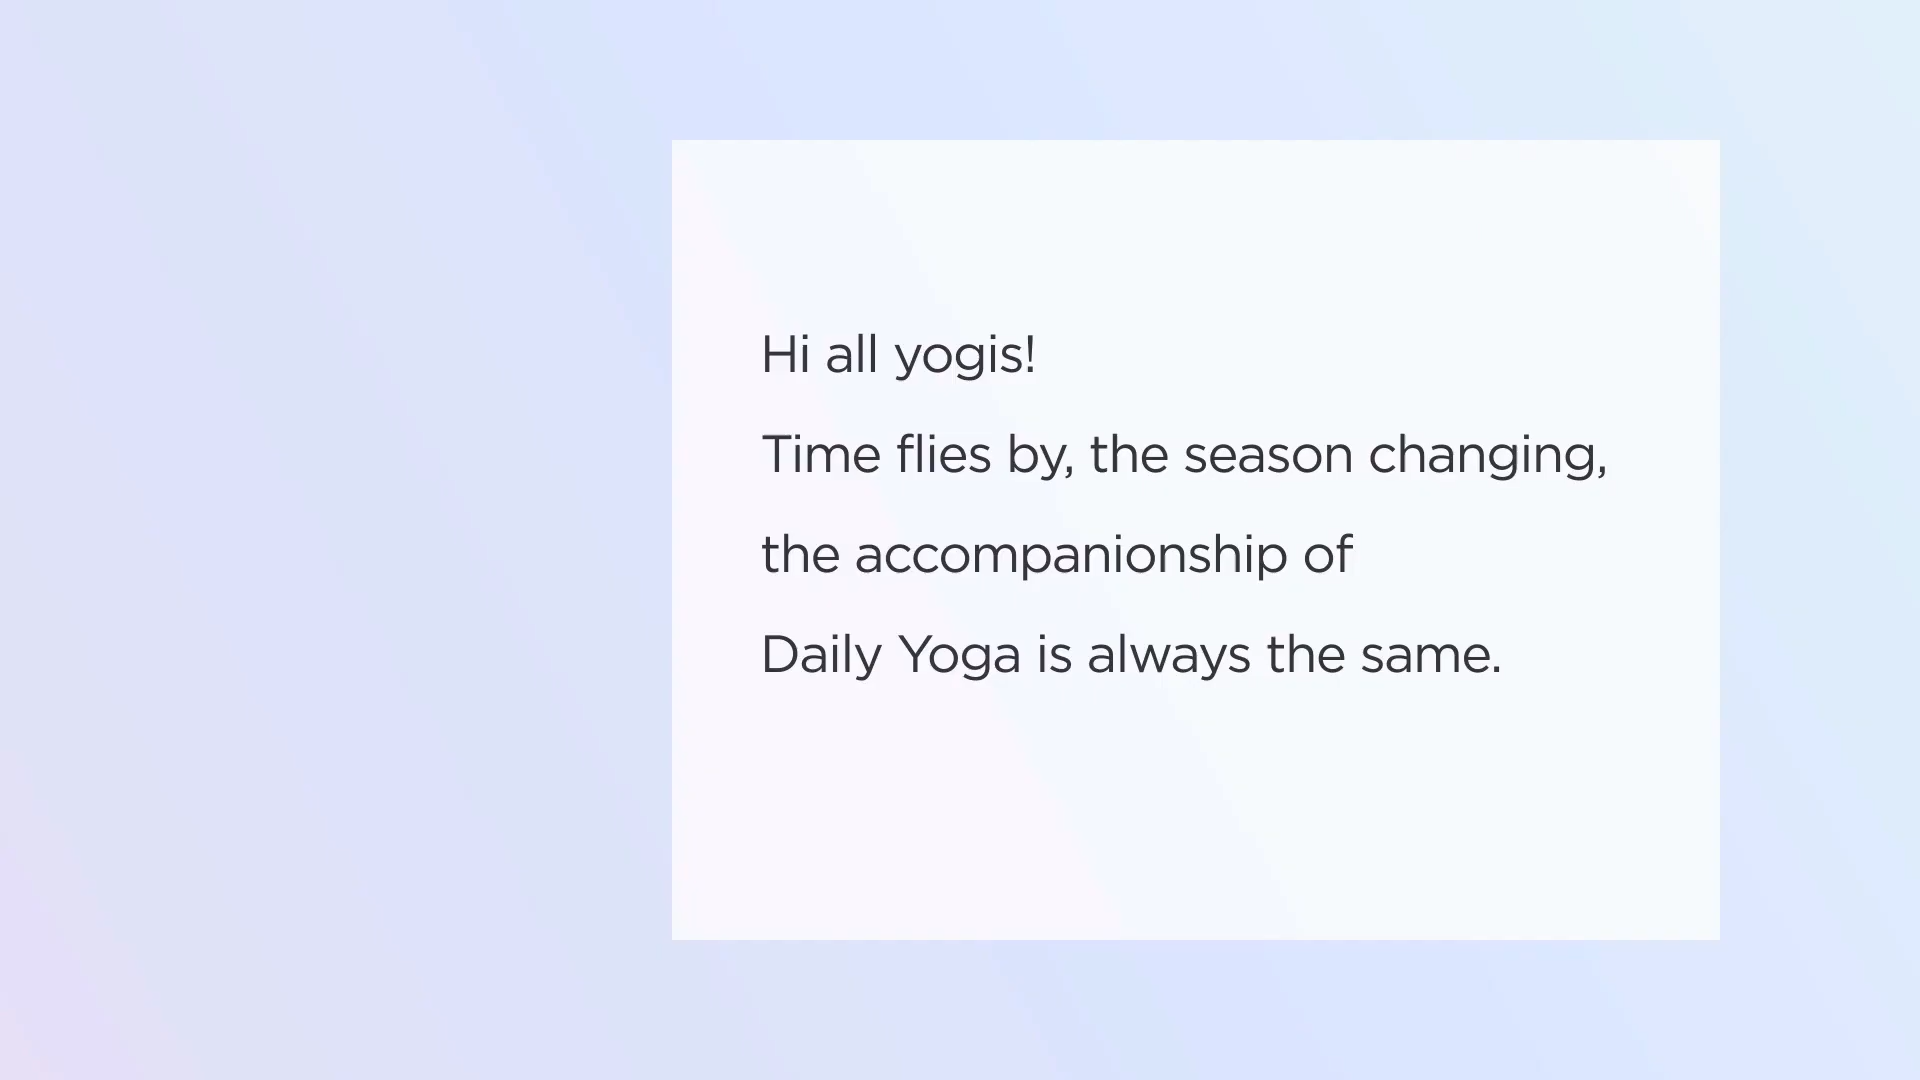 Hi all yogis!
Time flies by, the season changing,
the accompanionship of
Daily Yoga is always the same.